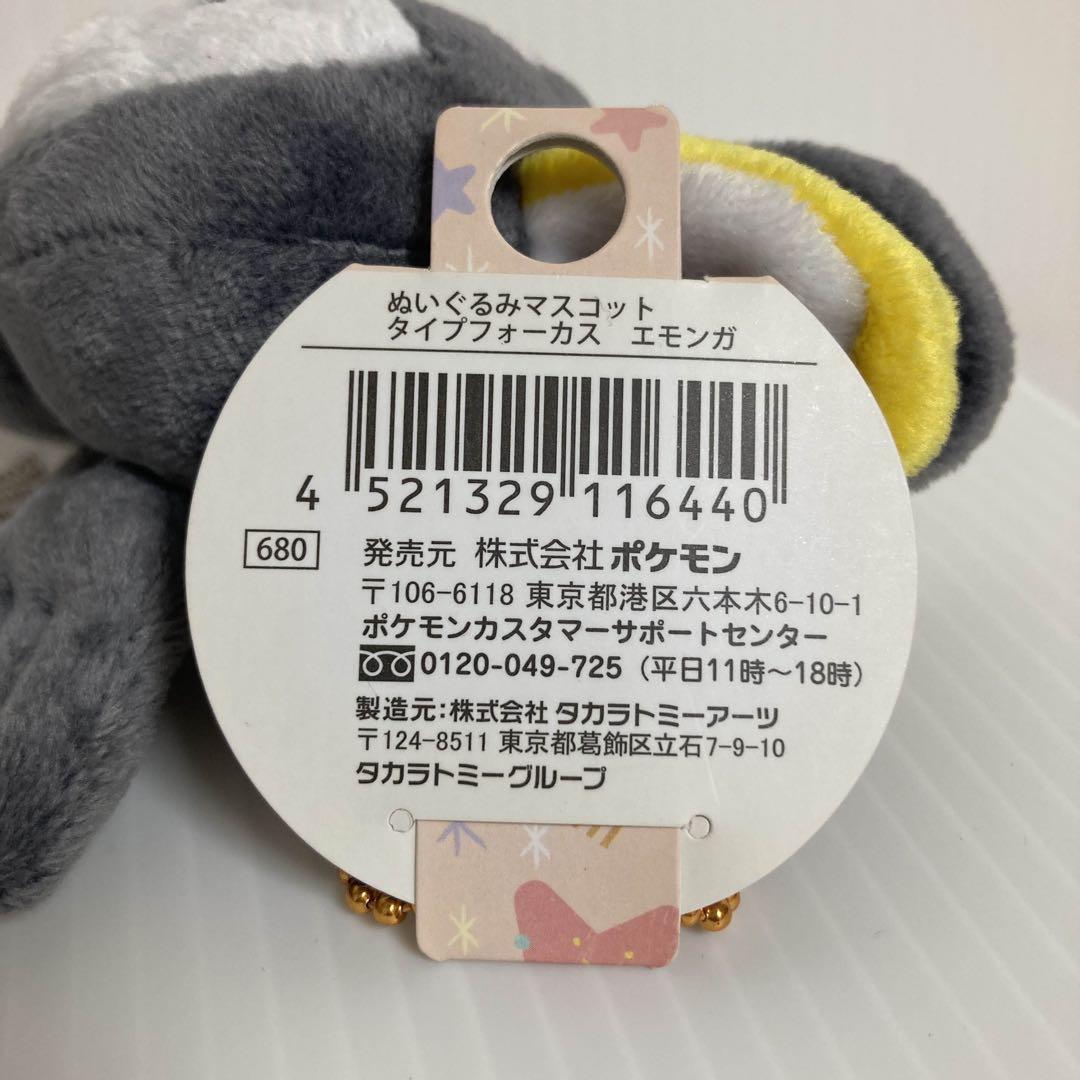 ぬいぐるみマスコット
タイプフォーカス　エモンガ
4 521329 116440
680
発売元 株式会社 ポケモン
〒106-6118 東京都港区六本木6-10-1
ポケモンカスタマーサポートセンター
0120-049-725（平日11時〜18時）
製造元:株式会社 タカラトミーアーツ
〒124-8511 東京都葛飾区立石7-9-10
タカラトミーグループ